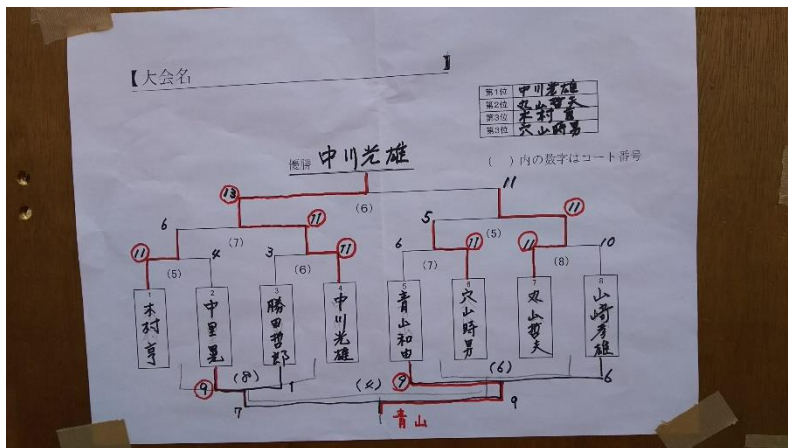 【大会名 】
第1位 中川光雄
第2位 丸山哲夫
第3位 木村亨
第3位 穴山時男
優勝 中川光雄
( )内の数字はコート番号
13 11
(6)
6 11 5 11
(7) (5)
11 4 3 11 6 11 11 10
(5) (6) (7) (8)
1 木村亨
2 中里晃
3 勝田哲郎
4 中川光雄
5 青山和由
6 穴山時男
7 丸山哲夫
8 山崎孝雄
9 (8) 1 9 (6) 6
7 (4) 9
青山